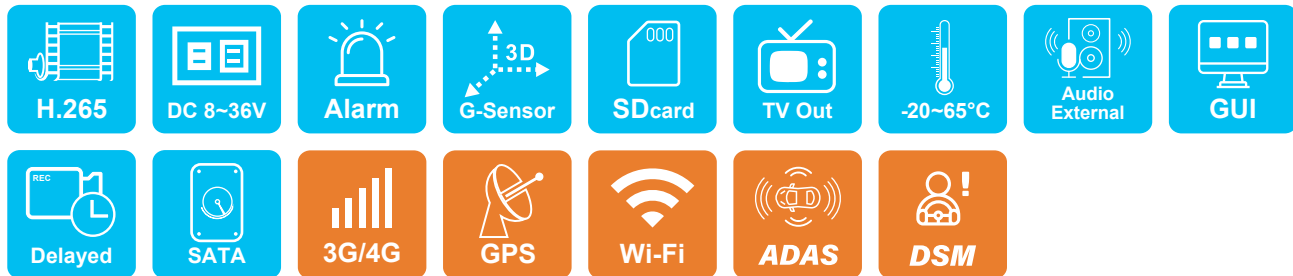 H.265
DC 8~36V
Alarm
3D
G-Sensor
000
SDcard
TV Out
-20~65°C
Audio
External
GUI
REC
Delayed
SATA
3G/4G
GPS
Wi-Fi
ADAS
!
DSM